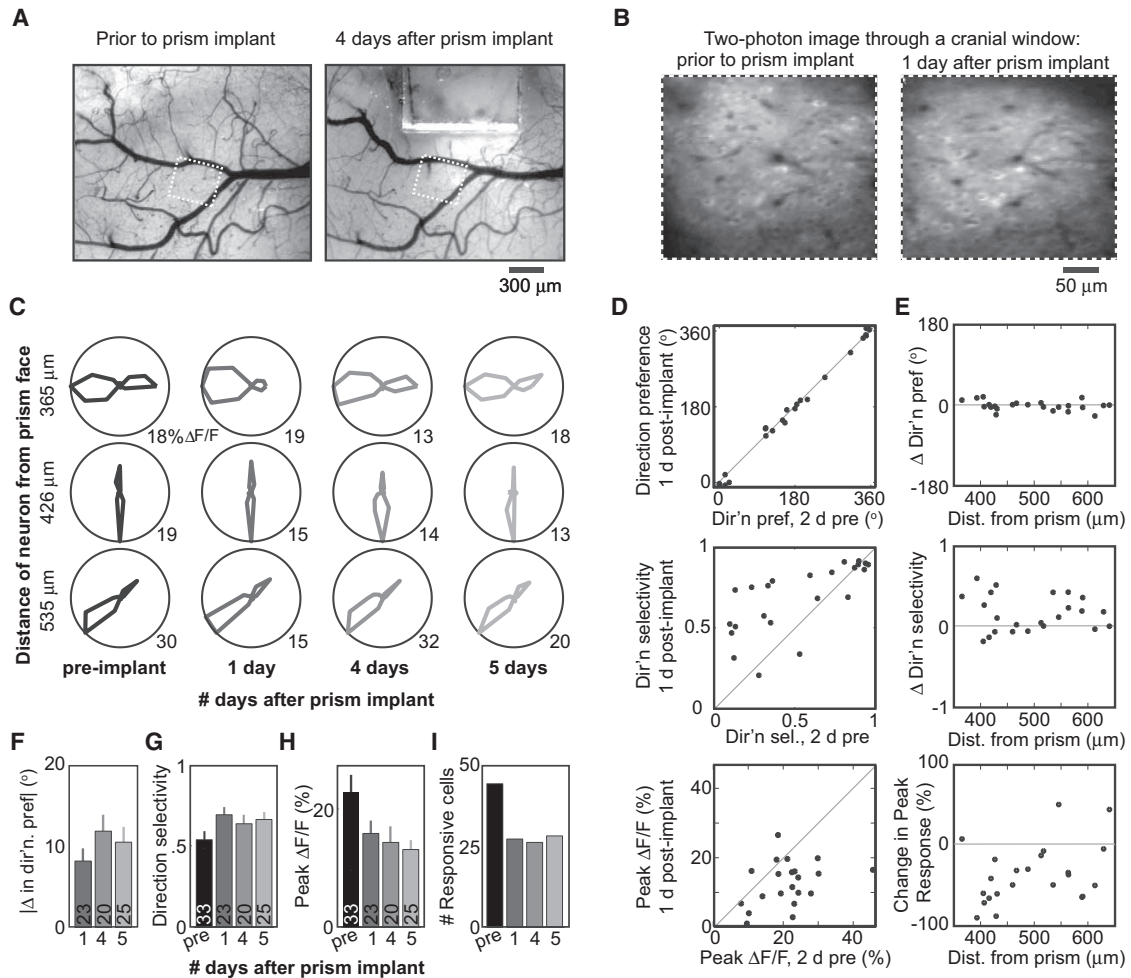 A
Prior to prism implant
4 days after prism implant
300 μm
B
Two-photon image through a cranial window:
prior to prism implant
1 day after prism implant
50 μm
C
Distance of neuron from prism face
365 μm
18%ΔF/F
19
13
18
426 μm
19
15
14
13
535 μm
30
15
32
20
pre-implant
1 day
4 days
5 days
# days after prism implant
D
Direction preference
1 d post-implant (°)
360
180
0
0
180
360
Dir'n pref, 2 d pre (°)
Dir'n selectivity
1 d post-implant
1
0.5
0
0
0.5
1
Dir'n sel., 2 d pre
Peak ΔF/F (%)
1 d post-implant
40
20
0
0
20
40
Peak ΔF/F, 2 d pre (%)
E
Δ Dir'n pref (°)
180
0
-180
400
500
600
Dist. from prism (μm)
Δ Dir'n selectivity
1
0
-1
400
500
600
Dist. from prism (μm)
Change in Peak
Response (%)
100
0
-100
400
500
600
Dist. from prism (μm)
F
|Δ in dir'n. pref| (°)
20
10
0
23
20
25
1
4
5
G
Direction selectivity
1
.5
0
33
23
20
25
pre
1
4
5
H
Peak ΔF/F (%)
20
0
33
23
20
25
pre
1
4
5
I
# Responsive cells
50
25
0
pre
1
4
5
# days after prism implant